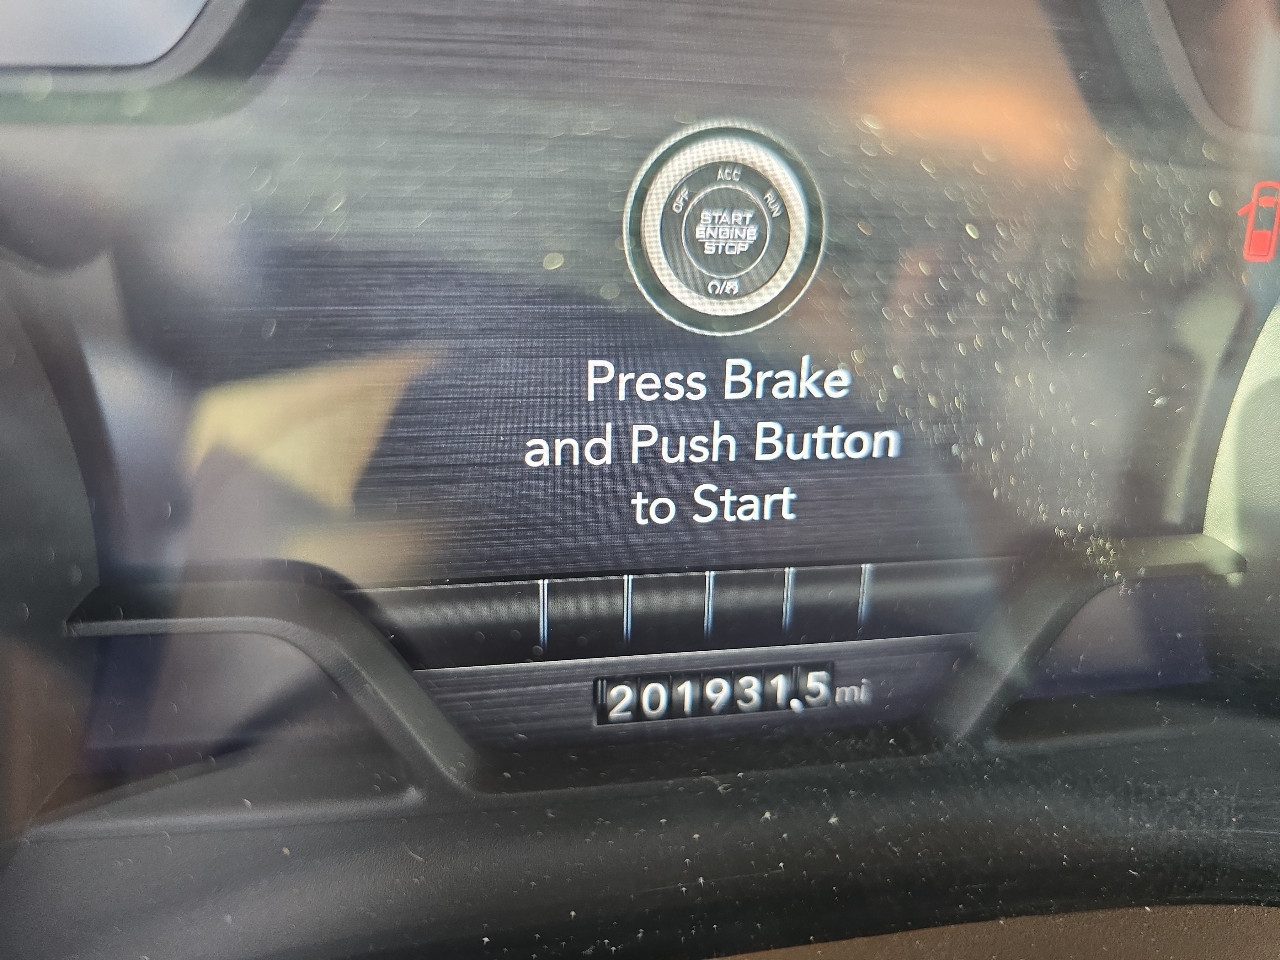 ACC
OFF RUN
START
ENGINE
STOP
Press Brake
and Push Button
to Start
201931.5 mi